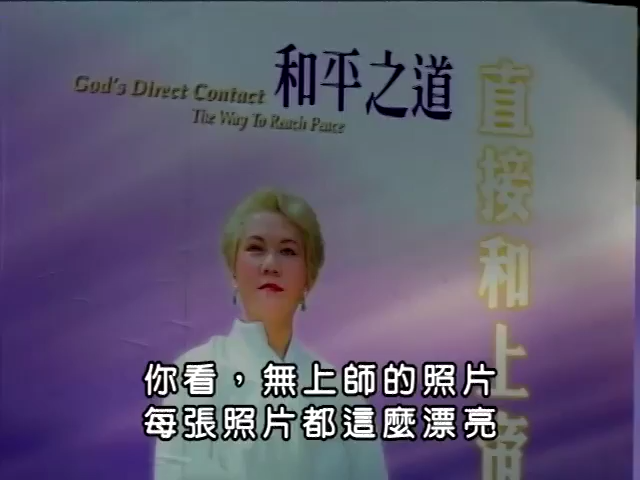 God's Direct Contact
和平之道
The Way To Reach Peace
直接和上帝
你看，無上師的照片
每張照片都這麼漂亮